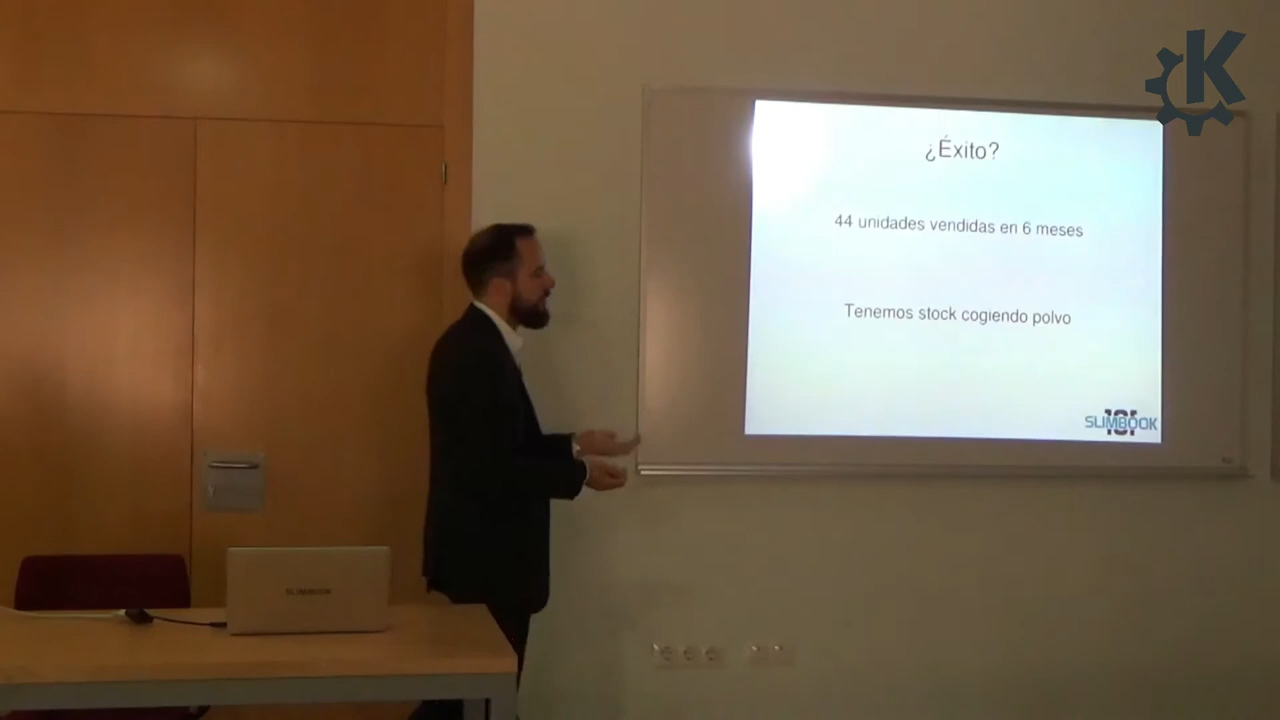 ¿Éxito?
44 unidades vendidas en 6 meses
Tenemos stock cogiendo polvo
SLIMBOOK
SLIMBOOK
K